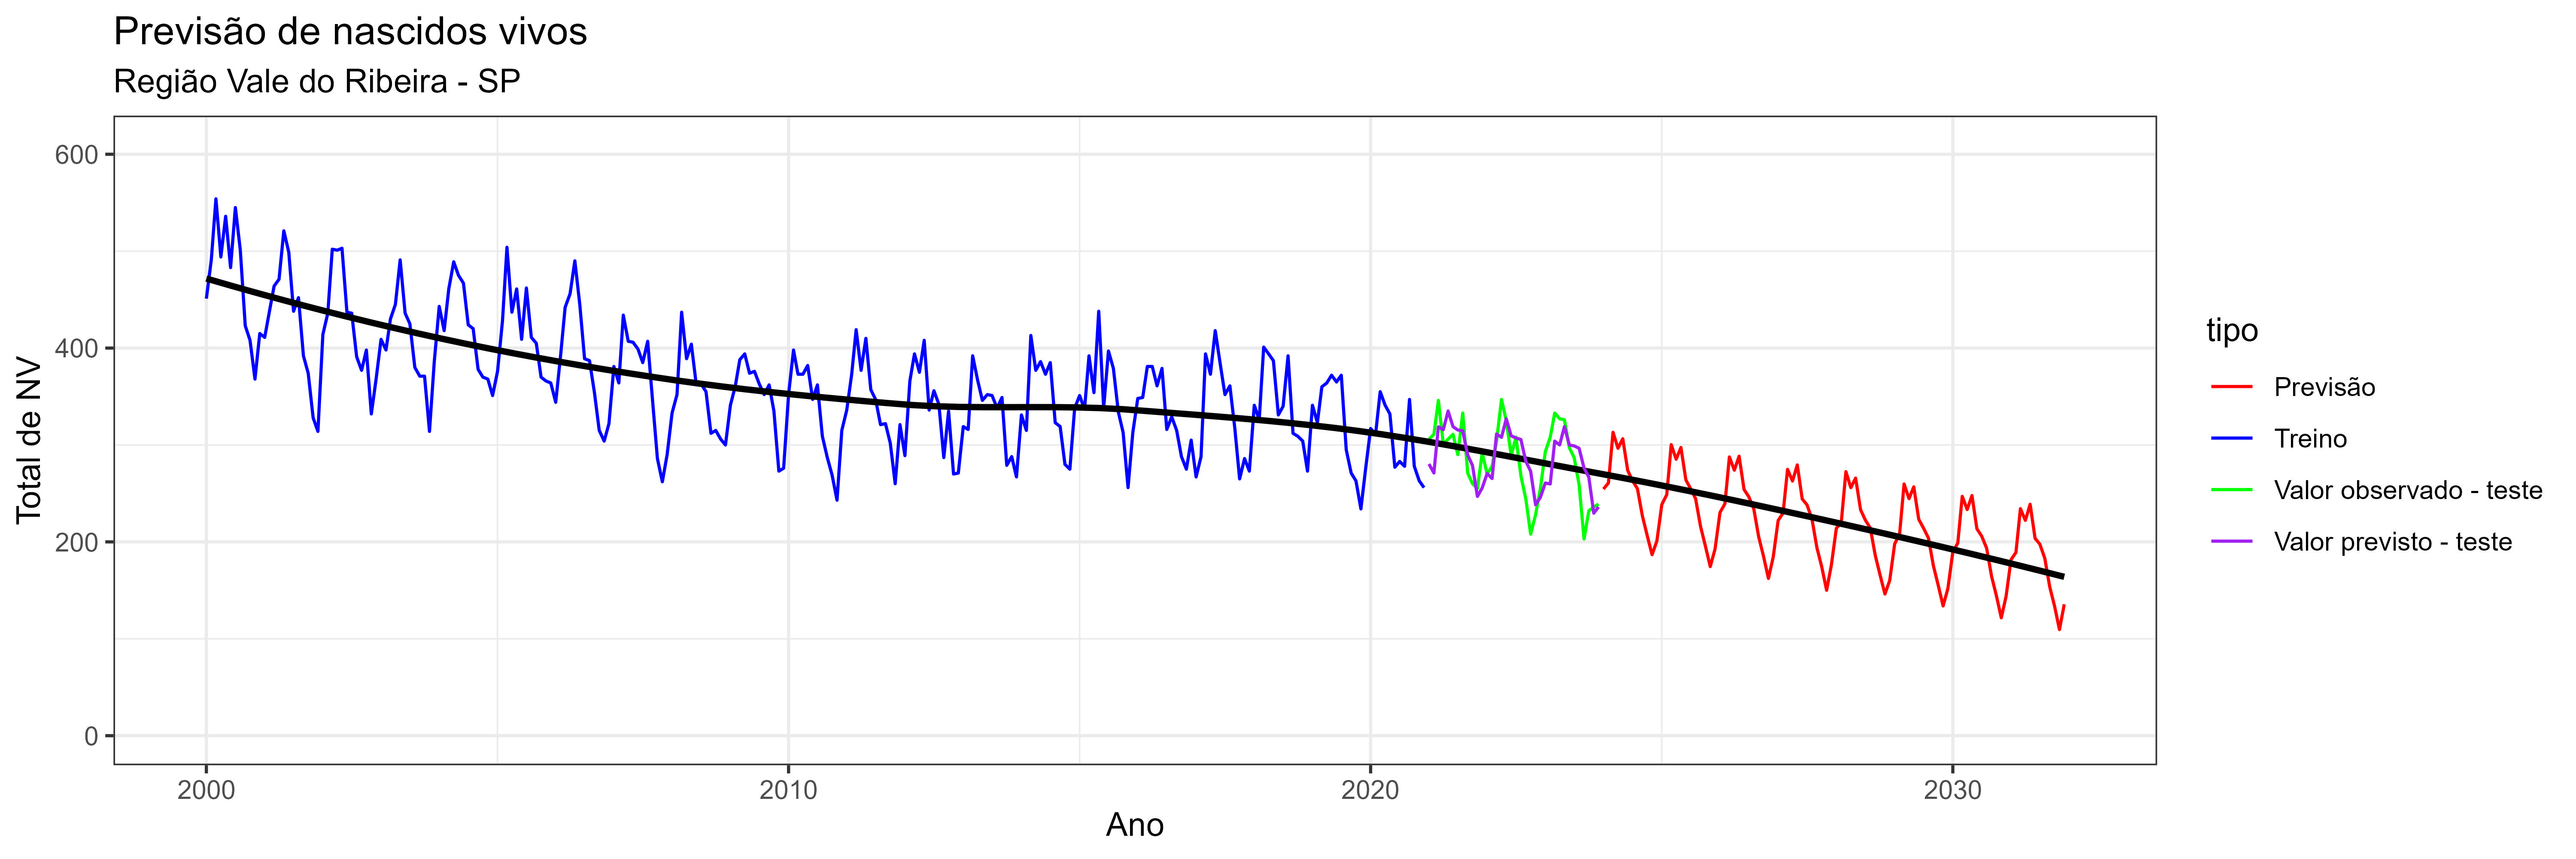 Previsão de nascidos vivos
Região Vale do Ribeira - SP
Total de NV
600
400
200
0
2000
2010
2020
2030
Ano
tipo
Previsão
Treino
Valor observado - teste
Valor previsto - teste